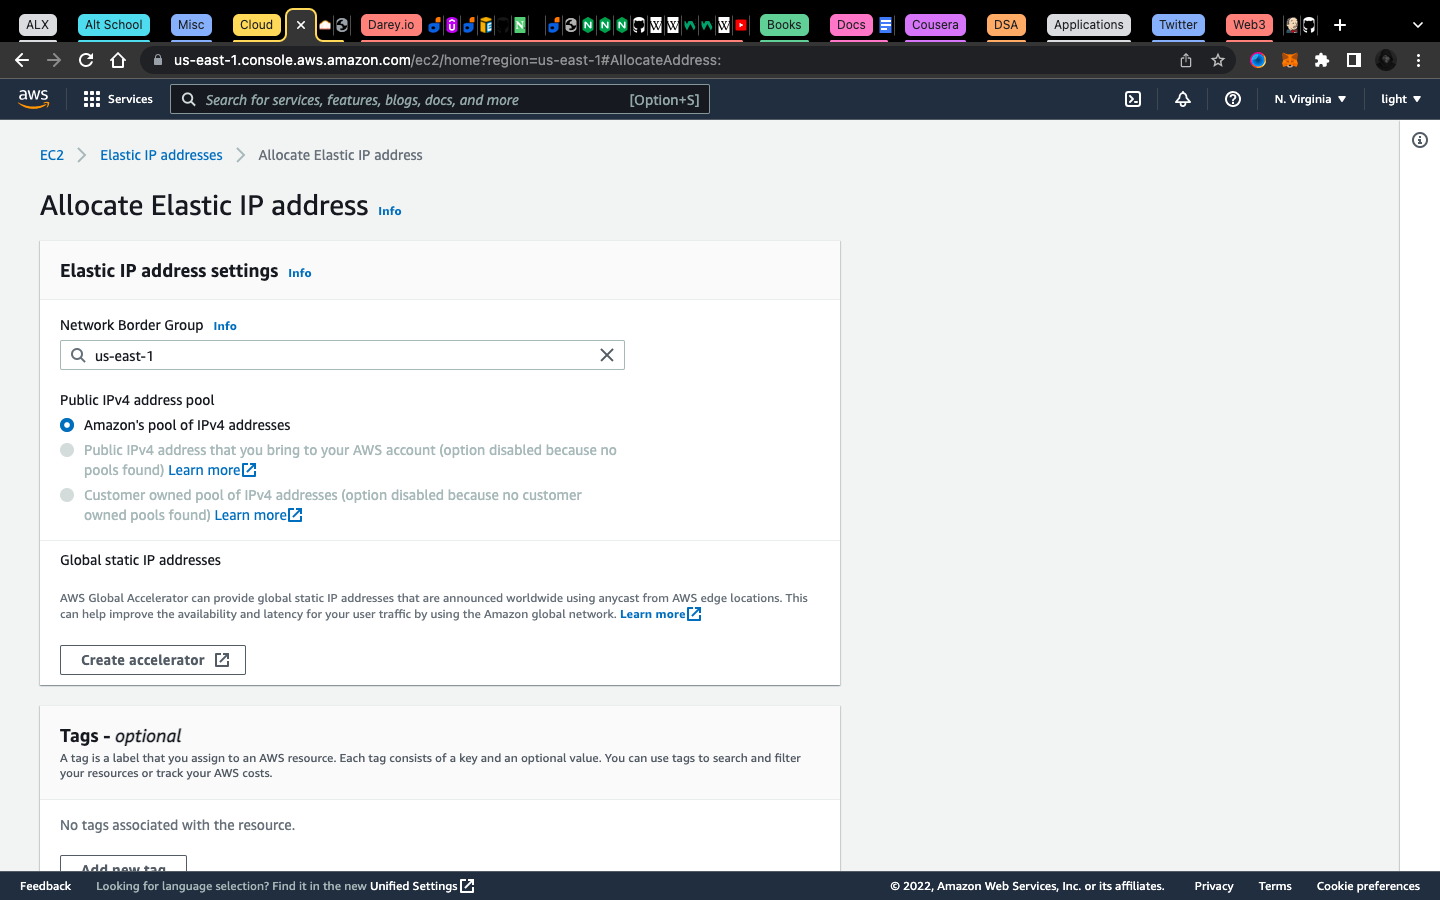 ALX Alt School Misc Cloud Darey.io Books Docs Cousera DSA Applications Twitter Web3
us-east-1.console.aws.amazon.com/ec2/home?region=us-east-1#AllocateAddress:
aws Services Search for services, features, blogs, docs, and more [Option+S] N. Virginia light
EC2 Elastic IP addresses Allocate Elastic IP address
Allocate Elastic IP address Info
Elastic IP address settings Info
Network Border Group Info
us-east-1
Public IPv4 address pool
Amazon's pool of IPv4 addresses
Public IPv4 address that you bring to your AWS account (option disabled because no
pools found) Learn more
Customer owned pool of IPv4 addresses (option disabled because no customer
owned pools found) Learn more
Global static IP addresses
AWS Global Accelerator can provide global static IP addresses that are announced worldwide using anycast from AWS edge locations. This
can help improve the availability and latency for your user traffic by using the Amazon global network. Learn more
Create accelerator
Tags - optional
A tag is a label that you assign to an AWS resource. Each tag consists of a key and an optional value. You can use tags to search and filter
your resources or track your AWS costs.
No tags associated with the resource.
Add new tag
Feedback Looking for language selection? Find it in the new Unified Settings © 2022, Amazon Web Services, Inc. or its affiliates. Privacy Terms Cookie preferences